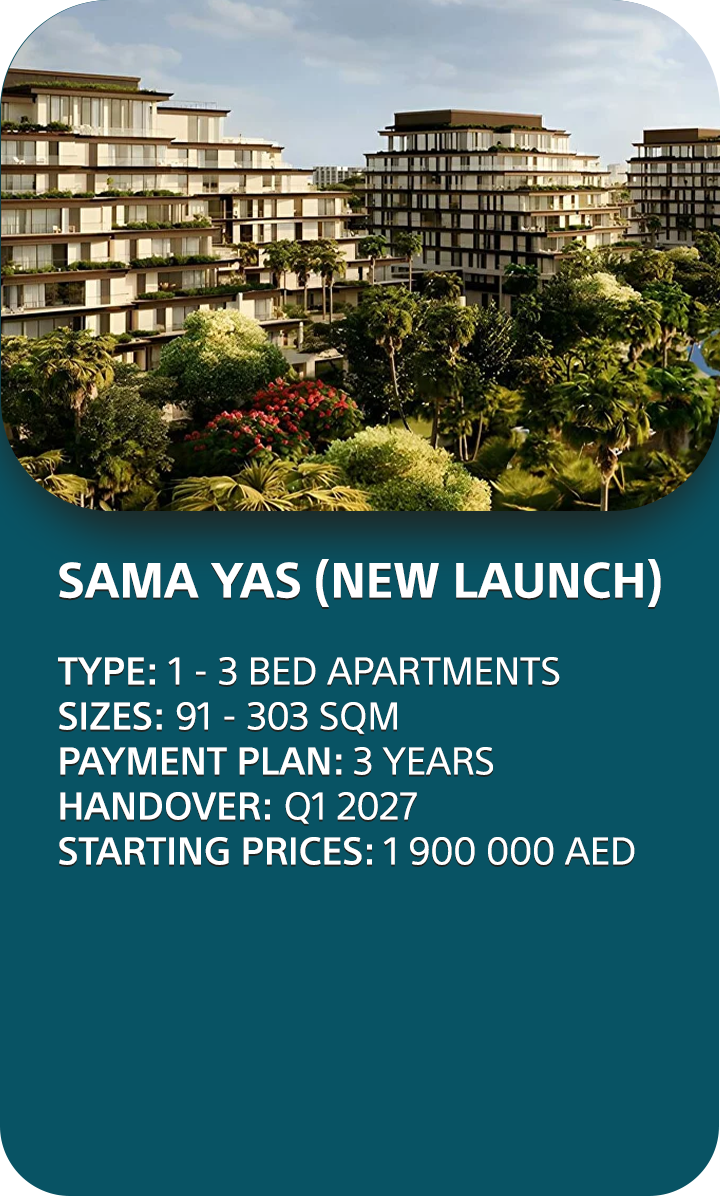 SAMA YAS (NEW LAUNCH)
TYPE: 1 - 3 BED APARTMENTS
SIZES: 91 - 303 SQM
PAYMENT PLAN: 3 YEARS
HANDOVER: Q1 2027
STARTING PRICES: 1 900 000 AED